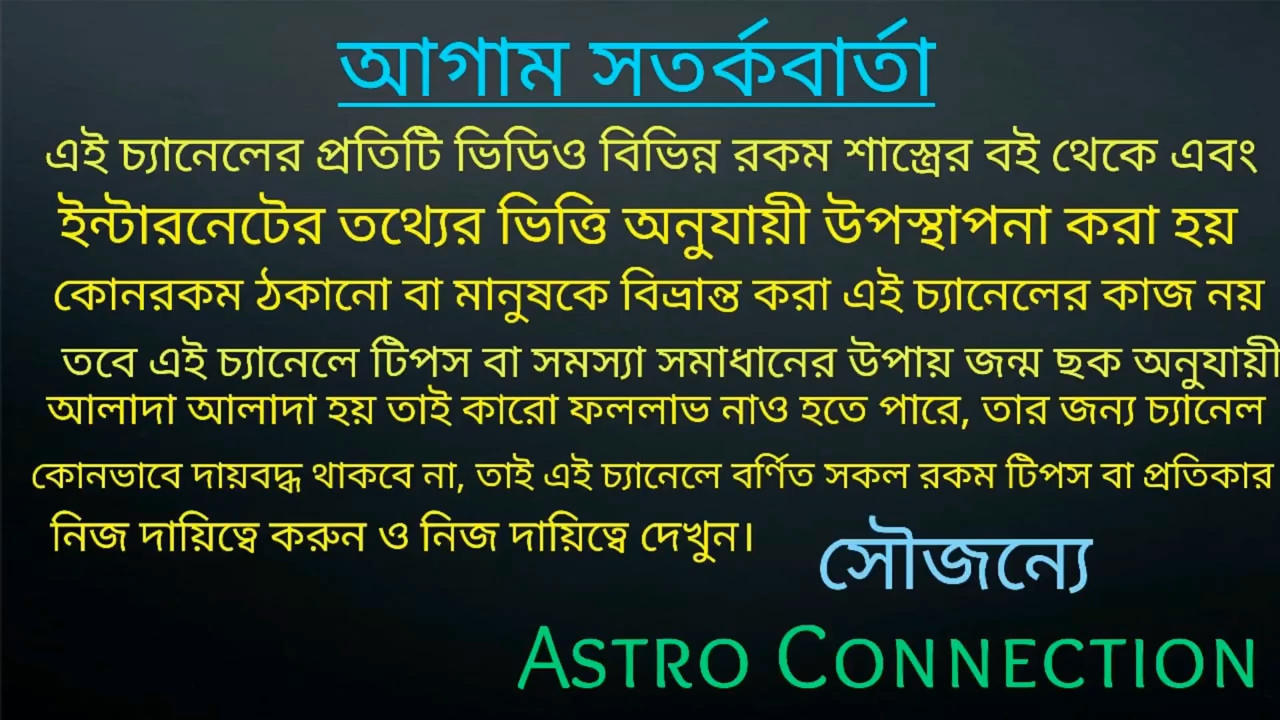 আগাম সতর্কবার্তা
এই চ্যানেলের প্রতিটি ভিডিও বিভিন্ন রকম শাস্ত্রের বই থেকে এবং
ইন্টারনেটের তথ্যের ভিত্তি অনুযায়ী উপস্থাপনা করা হয়
কোনরকম ঠকানো বা মানুষকে বিভ্রান্ত করা এই চ্যানেলের কাজ নয়
তবে এই চ্যানেলে টিপস বা সমস্যা সমাধানের উপায় জন্ম ছক অনুযায়ী
আলাদা আলাদা হয় তাই কারো ফললাভ নাও হতে পারে, তার জন্য চ্যানেল
কোনভাবে দায়বদ্ধ থাকবে না, তাই এই চ্যানেলে বর্ণিত সকল রকম টিপস বা প্রতিকার
নিজ দায়িত্বে করুন ও নিজ দায়িত্বে দেখুন।
সৌজন্যে
ASTRO CONNECTION